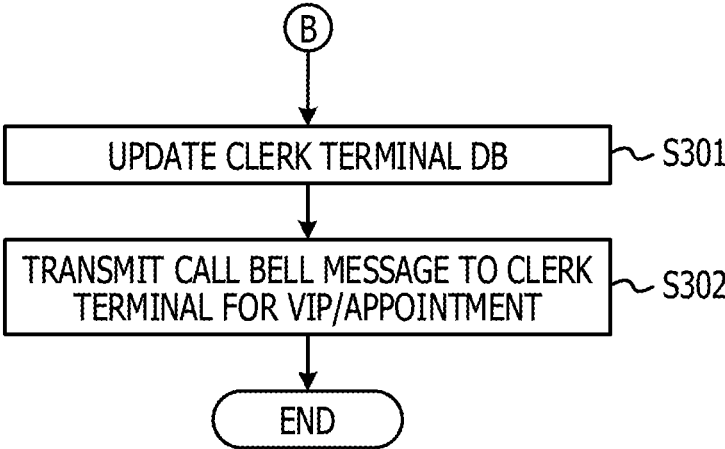 B
UPDATE CLERK TERMINAL DB
S301
TRANSMIT CALL BELL MESSAGE TO CLERK
TERMINAL FOR VIP/APPOINTMENT
S302
END